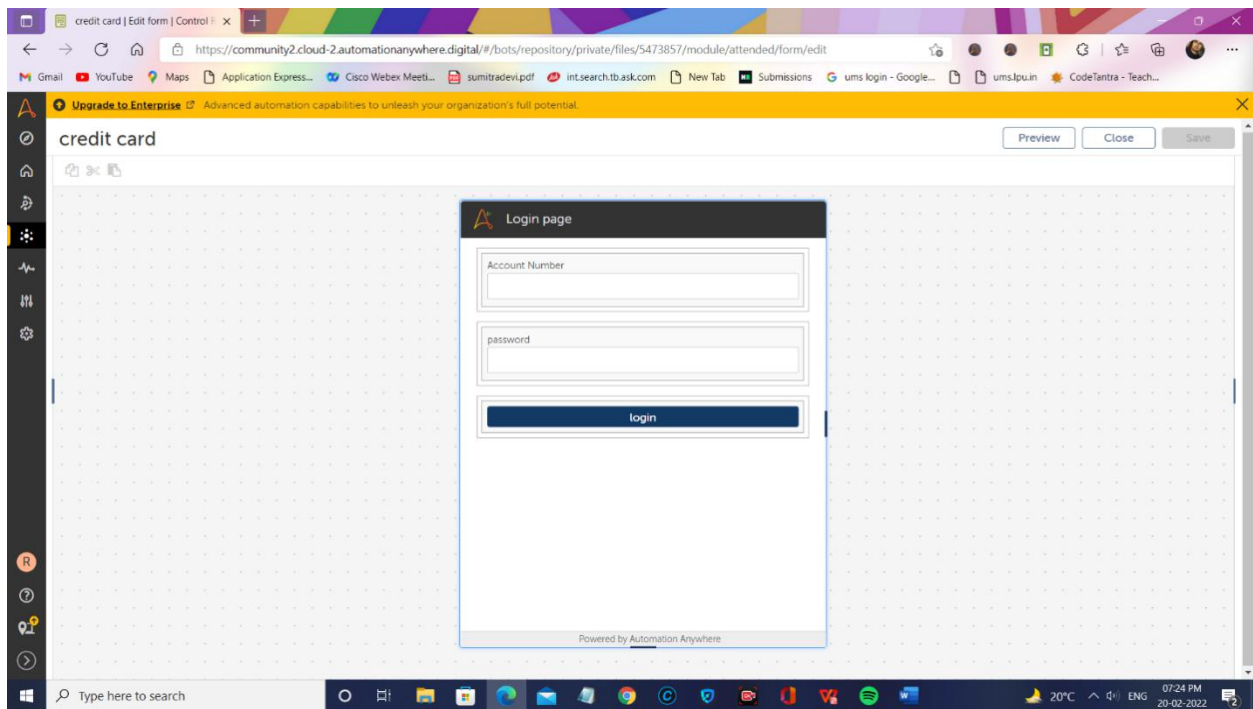 credit card | Edit form | Control R
https://community2.cloud-2.automationanywhere.digital/#/bots/repository/private/files/5473857/module/attended/form/edit
Gmail YouTube Maps Application Express... Cisco Webex Meeti... sumitradevi.pdf int.search.tb.ask.com New Tab Submissions ums login - Google... ums.lpu.in CodeTantra - Teach...
Upgrade to Enterprise Advanced automation capabilities to unleash your organization's full potential.
credit card Preview Close Save
Login page
Account Number
password
login
Powered by Automation Anywhere
R
Type here to search 20°C ENG 07:24 PM
20-02-2022